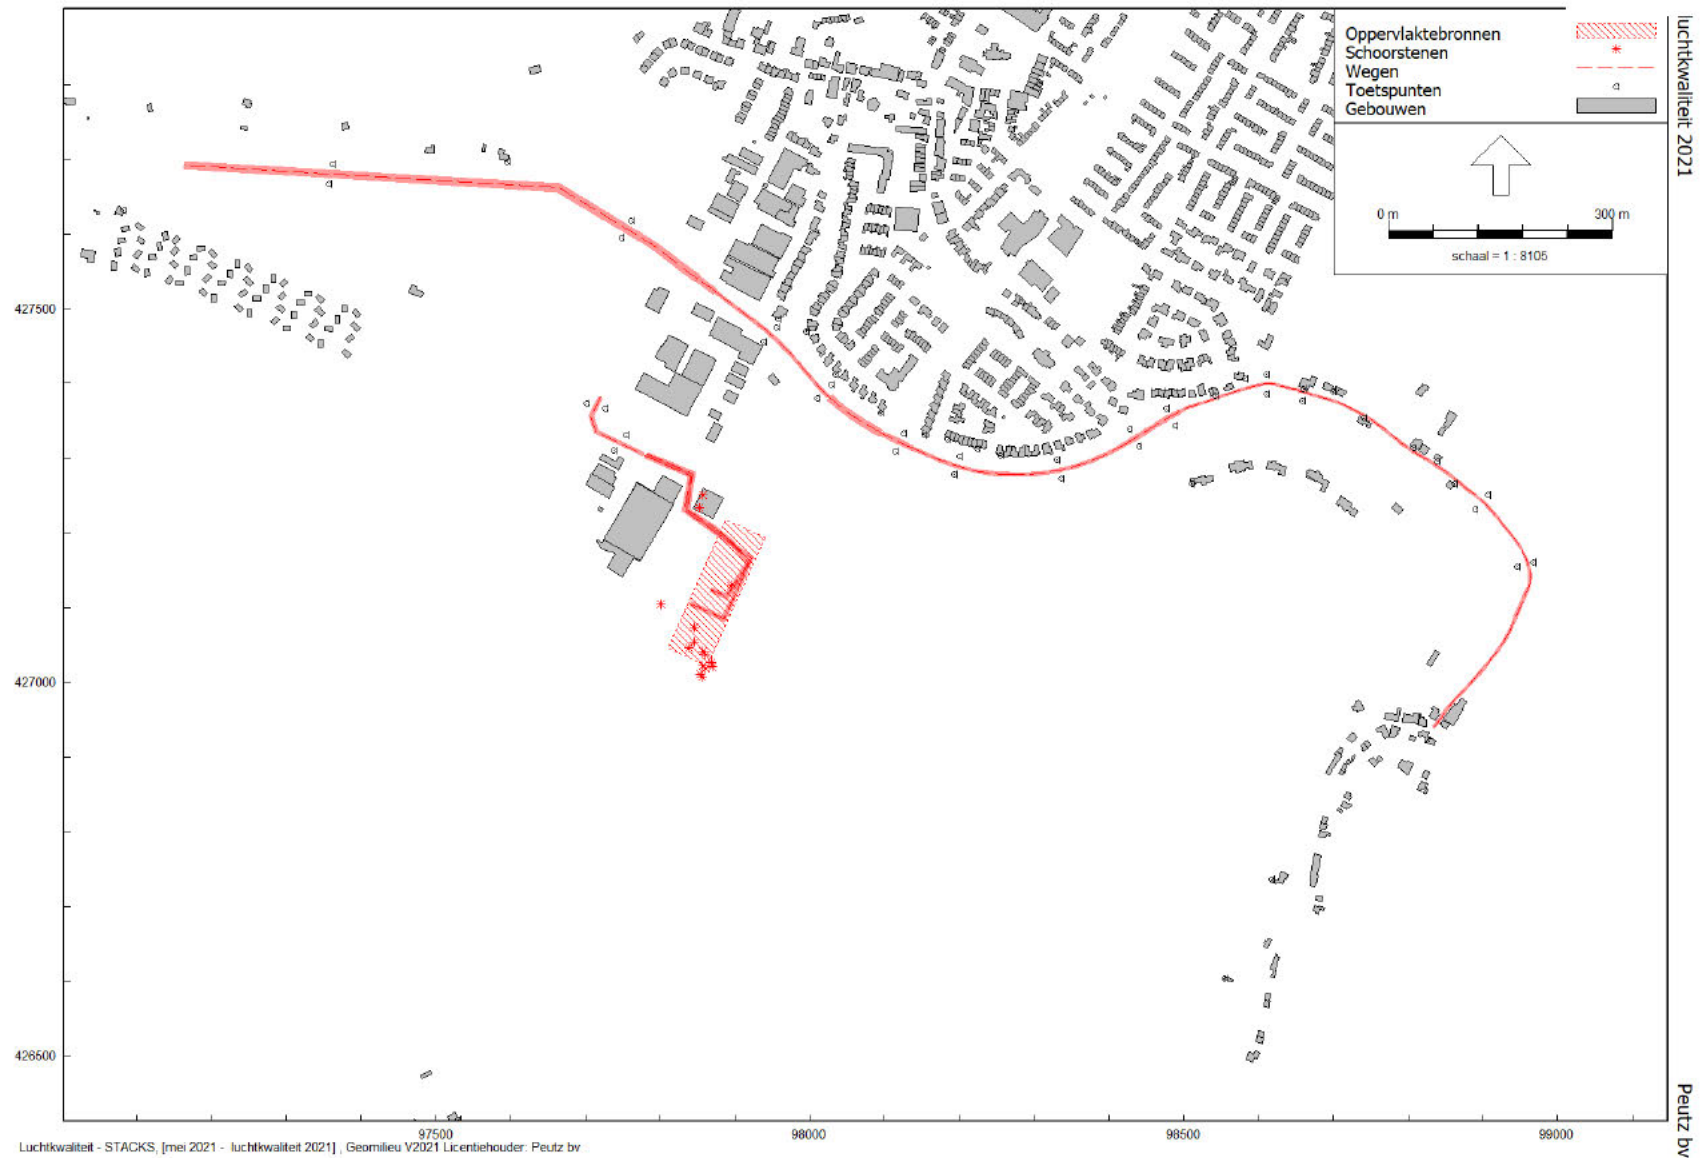 Oppervlaktebronnen
Schoorstenen
Wegen
Toetspunten
Gebouwen
0 m 300 m
schaal = 1 : 8105
luchtkwaliteit 2021
427500
427000
426500
97500 98000 98500 99000
Luchtkwaliteit - STACKS, [mei 2021 - luchtkwaliteit 2021] , Geomilieu V2021 Licentiehouder: Peutz bv
Peutz bv